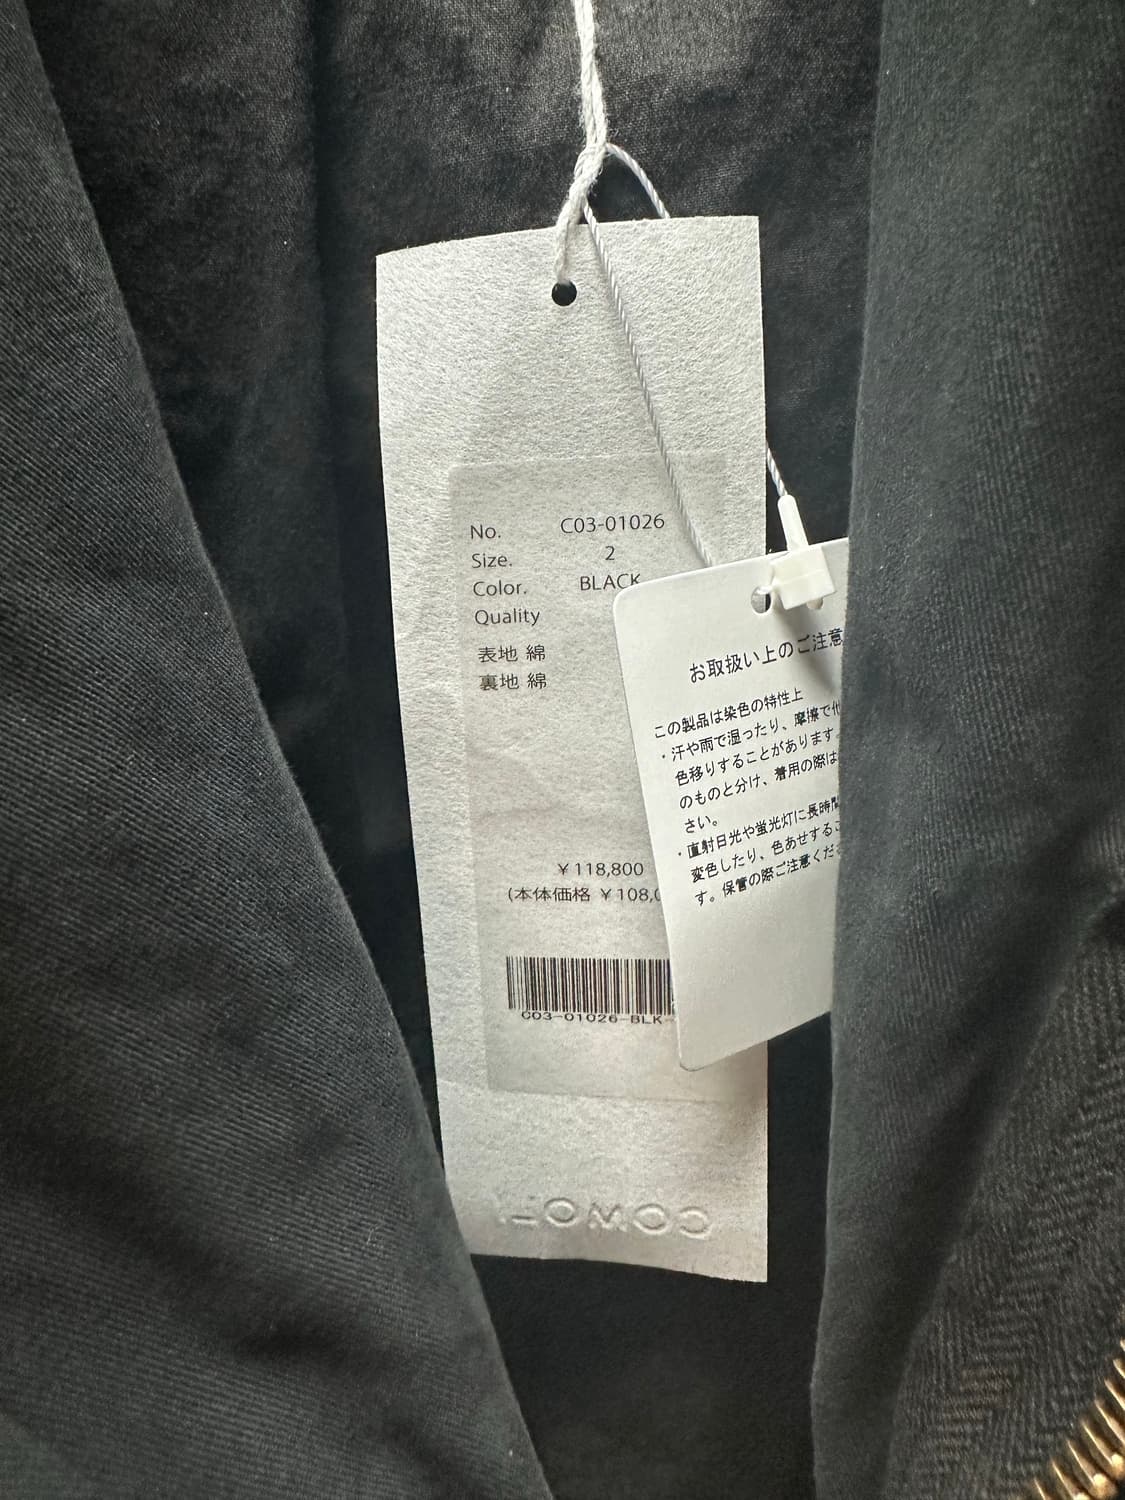 No. C03-01026
Size. 2
Color. BLACK
Quality
表地 綿
裏地 綿
¥118,800
(本体価格 ¥108,0
C03-01026-BLK-
COMOLI
お取扱い上のご注意
この製品は染色の特性上
・汗や雨で湿ったり、摩擦で他
色移りすることがあります。
のものと分け、着用の際は
さい。
・直射日光や蛍光灯に長時間
変色したり、色あせするこ
す。保管の際ご注意くださ